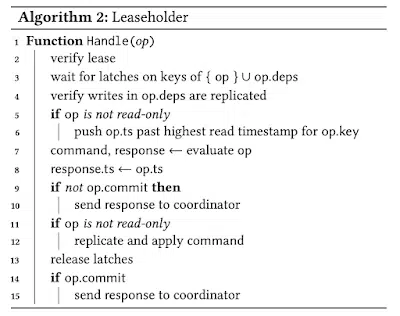 Algorithm 2: Leaseholder
1 Function Handle(op)
2 verify lease
3 wait for latches on keys of { op } ∪ op.deps
4 verify writes in op.deps are replicated
5 if op is not read-only
6 push op.ts past highest read timestamp for op.key
7 command, response ← evaluate op
8 response.ts ← op.ts
9 if not op.commit then
10 send response to coordinator
11 if op is not read-only
12 replicate and apply command
13 release latches
14 if op.commit
15 send response to coordinator